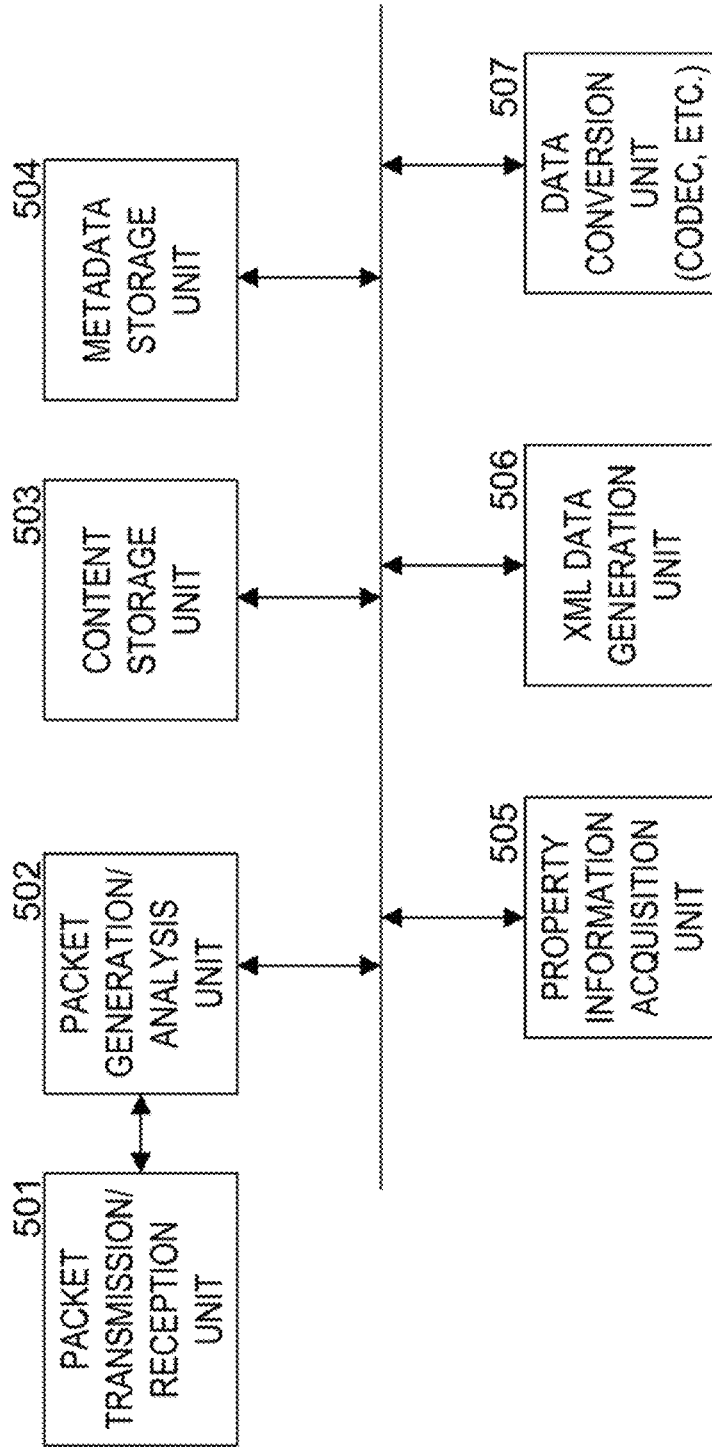 501
PACKET
TRANSMISSION/
RECEPTION
UNIT
502
PACKET
GENERATION/
ANALYSIS
UNIT
503
CONTENT
STORAGE
UNIT
504
METADATA
STORAGE
UNIT
505
PROPERTY
INFORMATION
ACQUISITION
UNIT
506
XML DATA
GENERATION
UNIT
507
DATA
CONVERSION
UNIT
(CODEC, ETC.)